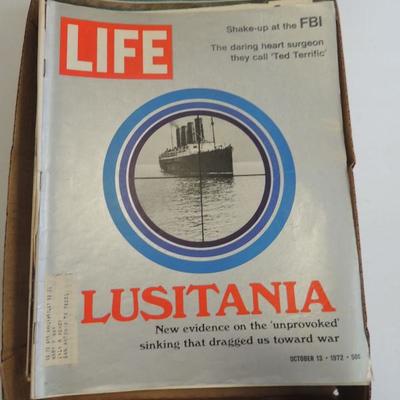 Shake-up at the FBI
LIFE
The daring heart surgeon
they call 'Ted Terrific'
LUSITANIA
New evidence on the 'unprovoked'
sinking that dragged us toward war
OCTOBER 13 • 1972 • 50¢